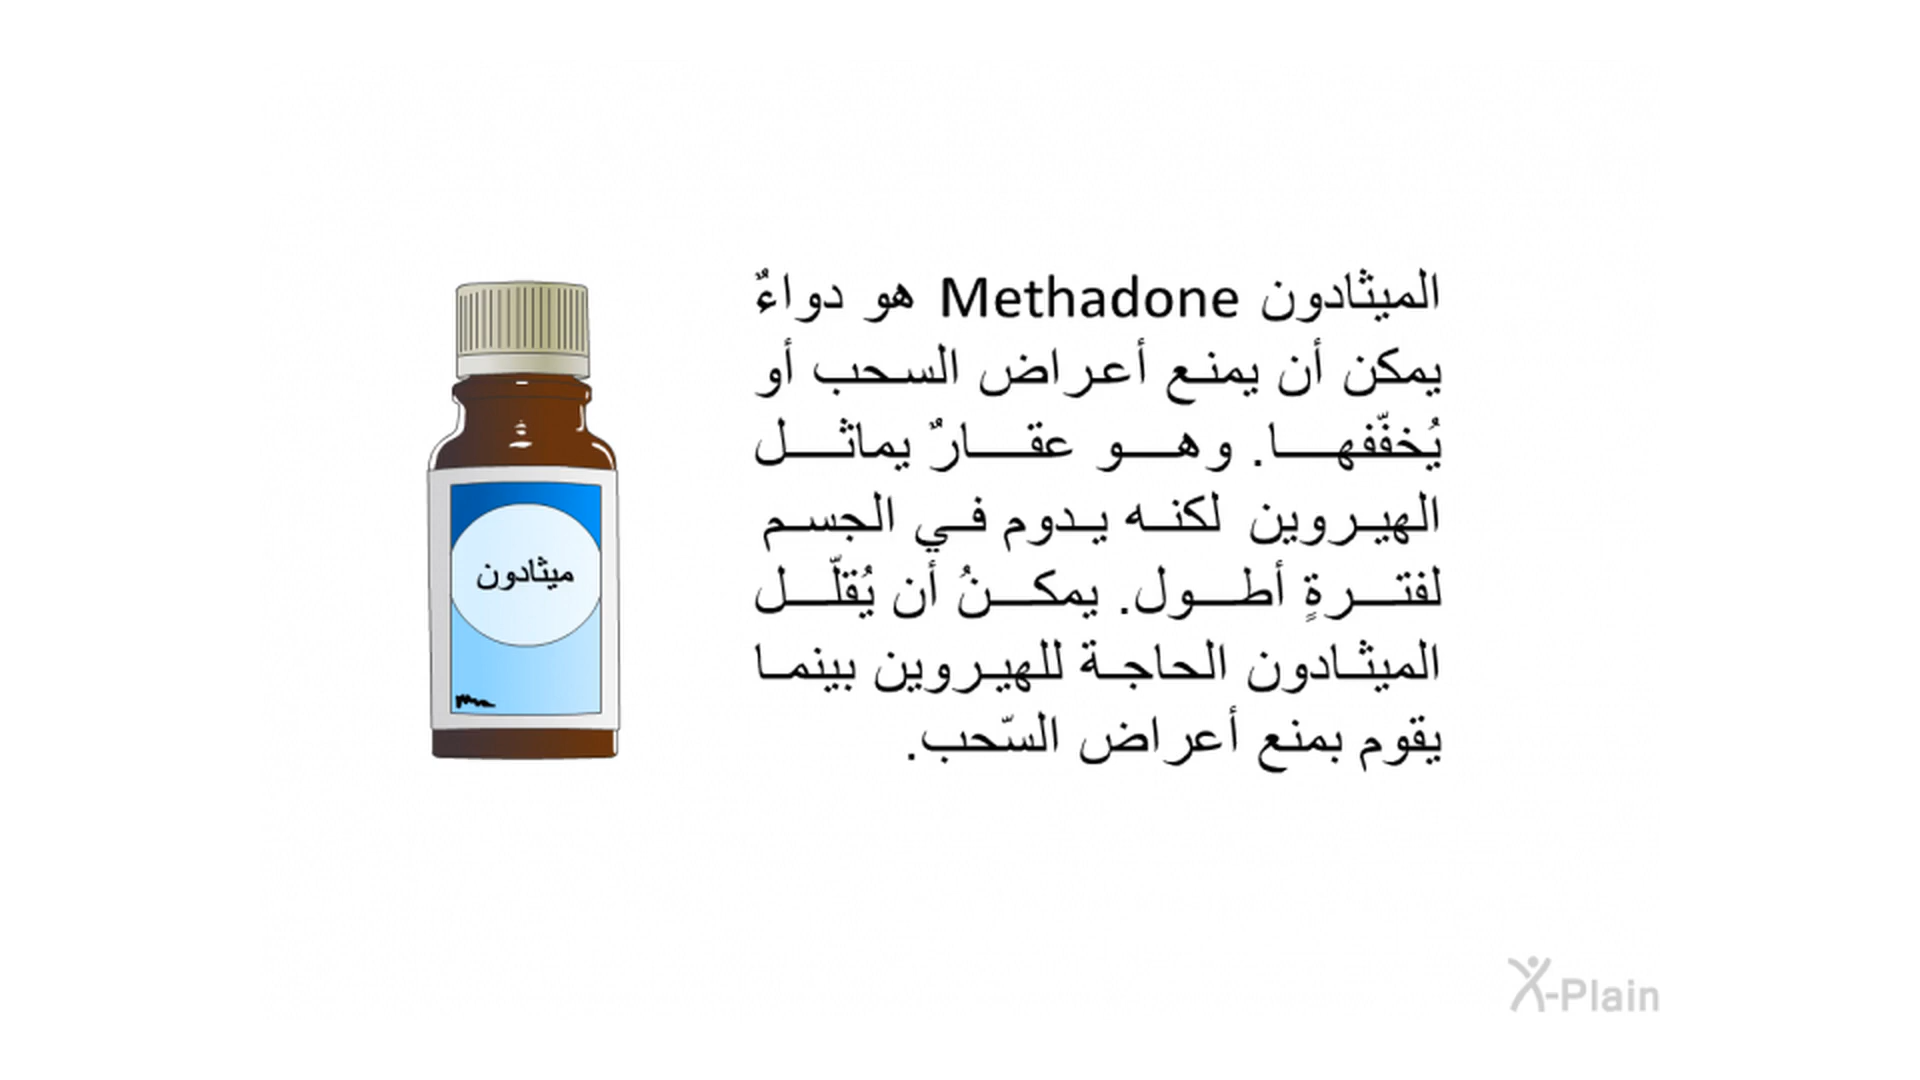 الميثادون Methadone هو دواءٌ
يمكن أن يمنع أعراض السحب أو
يُخفّفها. وهو عقارٌ يماثل
الهيروين لكنه يدوم في الجسم
لفترةٍ أطول. يمكنُ أن يُقلّل
الميثادون الحاجة للهيروين بينما
يقوم بمنع أعراض السّحب.
ميثادون
X-Plain